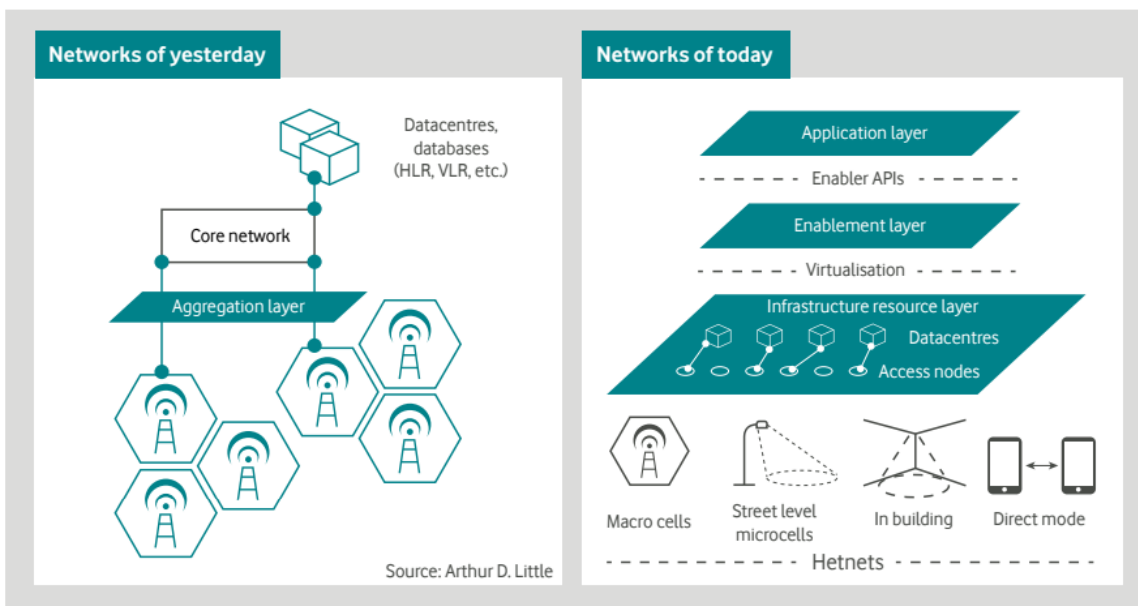 Networks of yesterday
Datacentres,
databases
(HLR, VLR, etc.)
Core network
Aggregation layer
Source: Arthur D. Little
Networks of today
Application layer
Enabler APIs
Enablement layer
Virtualisation
Infrastructure resource layer
Datacentres
Access nodes
Macro cells
Street level
microcells
In building
Direct mode
Hetnets